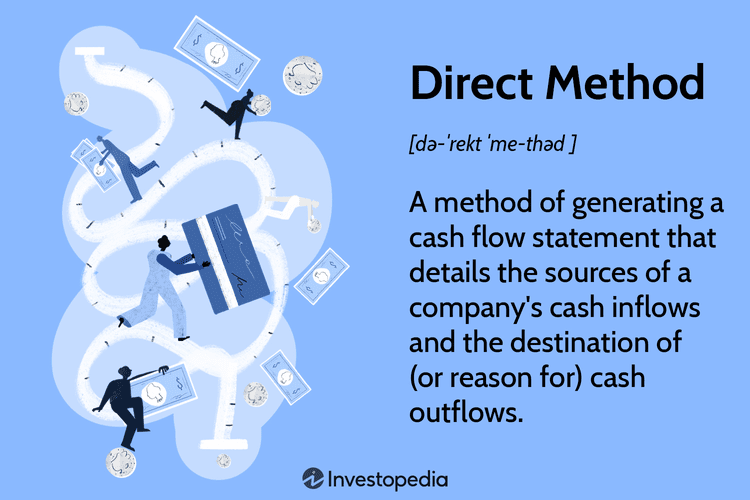 Direct Method
[də-ˈrekt ˈme-thəd ]
A method of generating a
cash flow statement that
details the sources of a
company's cash inflows
and the destination of
(or reason for) cash
outflows.
Investopedia